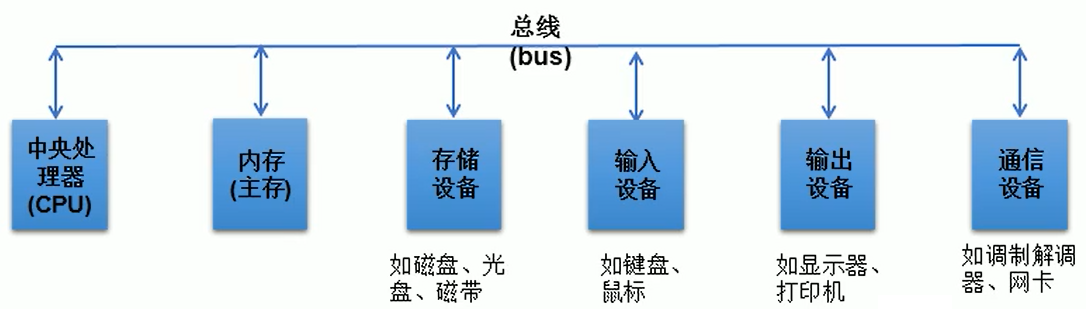 总线
(bus)
中央处
理器
(CPU)
内存
(主存)
存储
设备
输入
设备
输出
设备
通信
设备
如磁盘、光
盘、磁带
如键盘、
鼠标
如显示器、
打印机
如调制解调
器、网卡